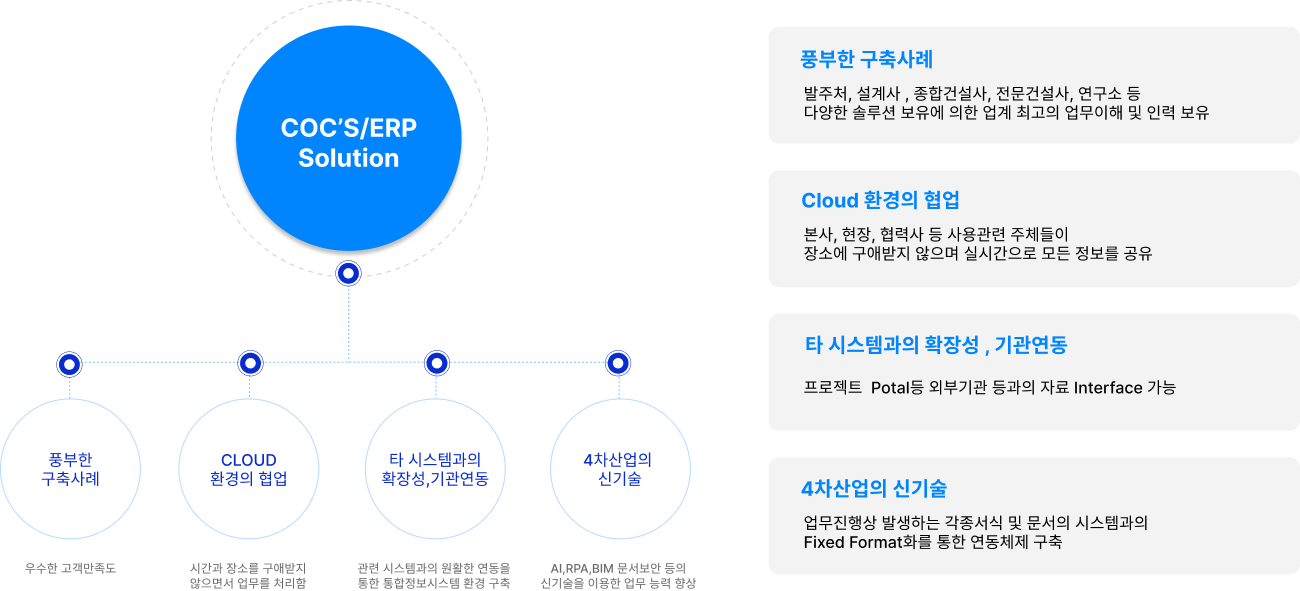 COC’S/ERP
Solution
풍부한
구축사례
CLOUD
환경의 협업
타 시스템과의
확장성,기관연동
4차산업의
신기술
우수한 고객만족도
시간과 장소를 구애받지
않으면서 업무를 처리함
관련 시스템과의 원활한 연동을
통한 통합정보시스템 환경 구축
AI,RPA,BIM 문서보안 등의
신기술을 이용한 업무 능력 향상
풍부한 구축사례
발주처, 설계사 , 종합건설사, 전문건설사, 연구소 등
다양한 솔루션 보유에 의한 업계 최고의 업무이해 및 인력 보유
Cloud 환경의 협업
본사, 현장, 협력사 등 사용관련 주체들이
장소에 구애받지 않으며 실시간으로 모든 정보를 공유
타 시스템과의 확장성 , 기관연동
프로젝트  Potal등 외부기관 등과의 자료 Interface 가능
4차산업의 신기술
업무진행상 발생하는 각종서식 및 문서의 시스템과의
Fixed Format화를 통한 연동체제 구축